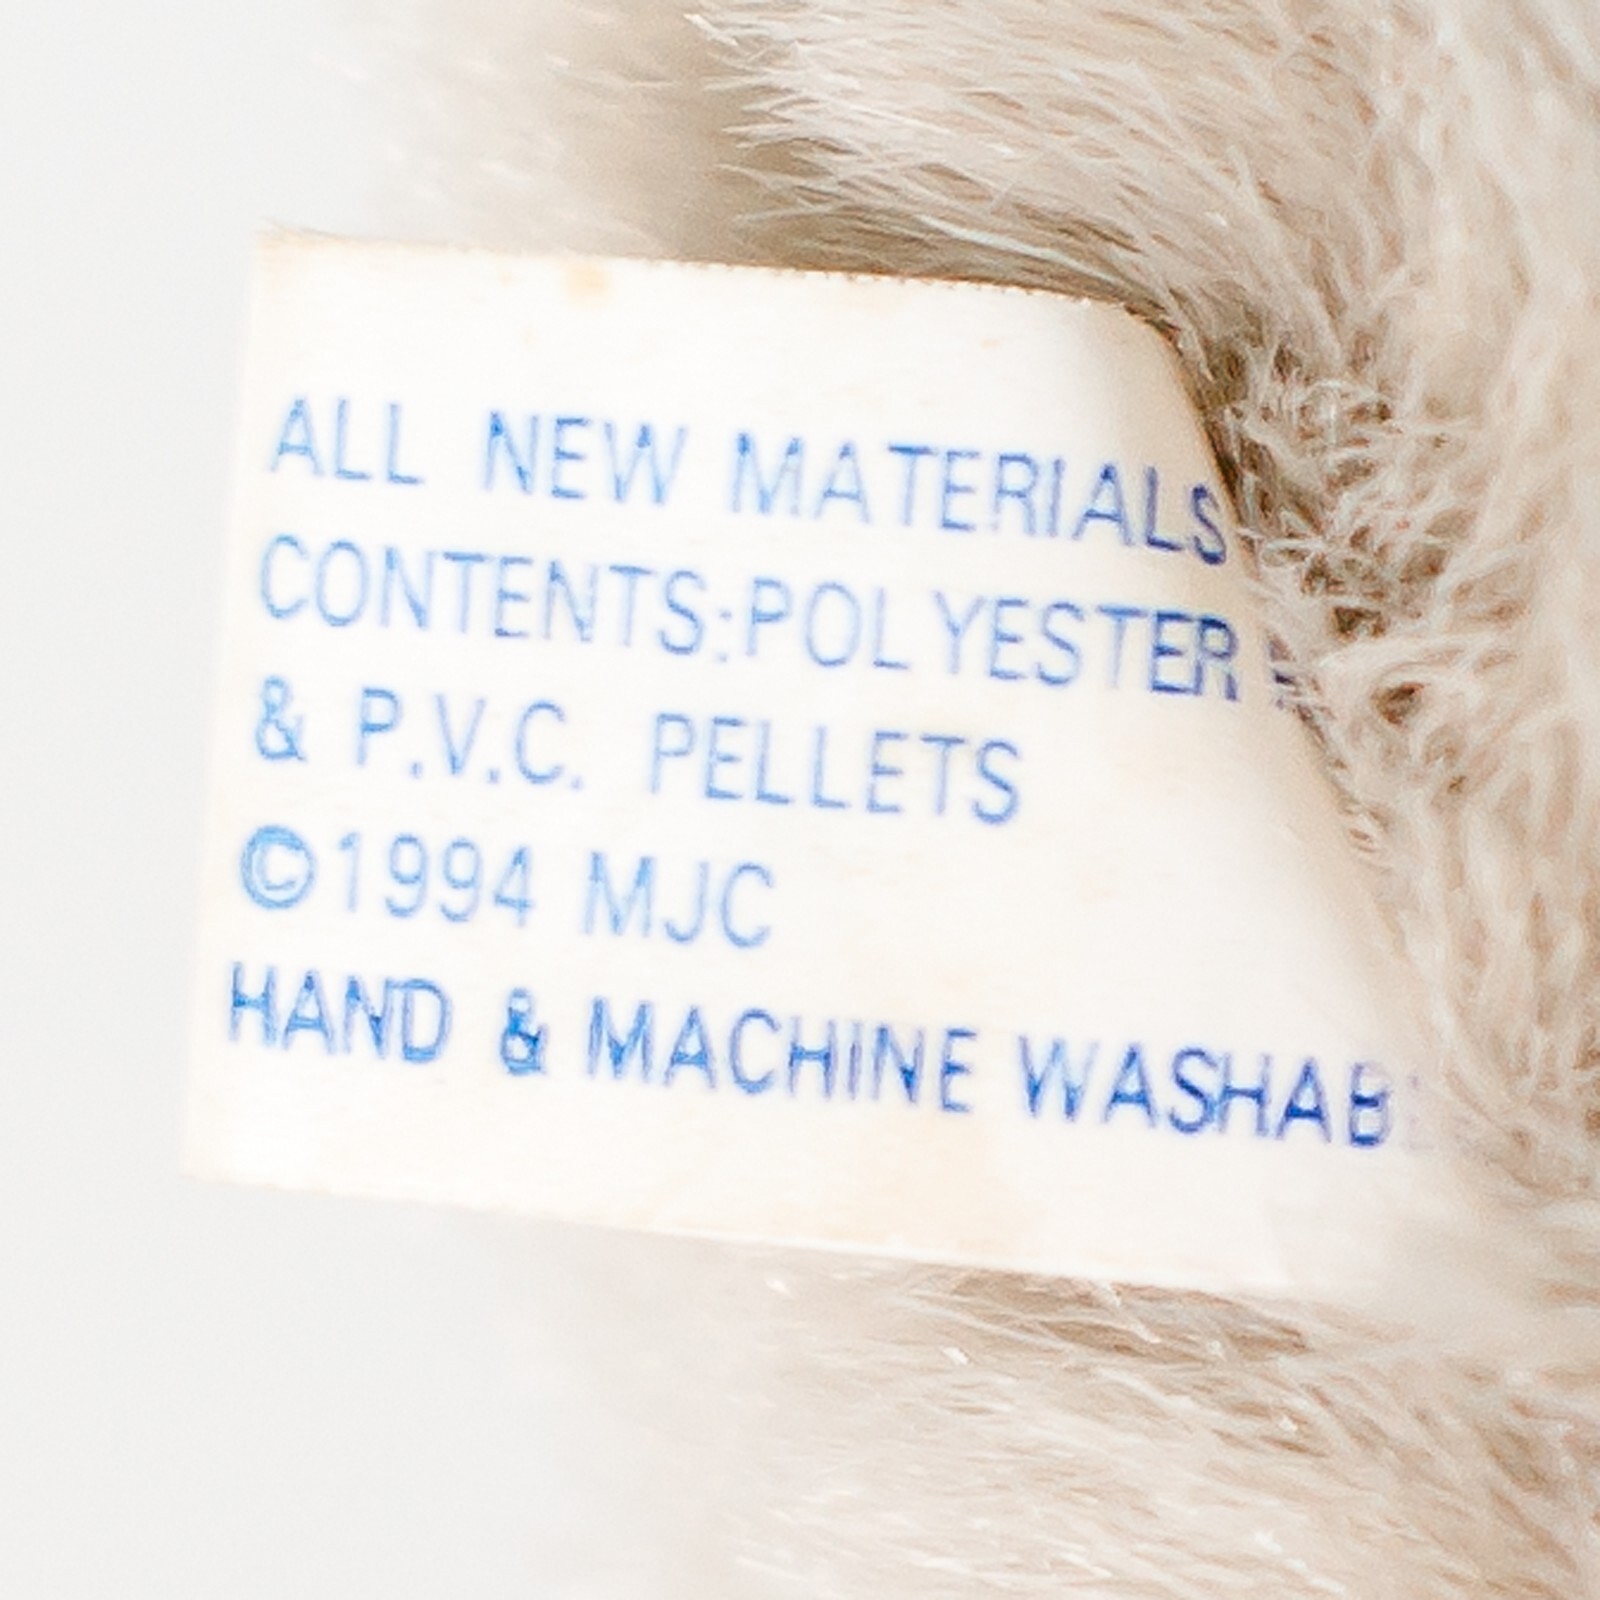 ALL NEW MATERIALS
CONTENTS:POLYESTER
& P.V.C. PELLETS
©1994 MJC
HAND & MACHINE WASHAB